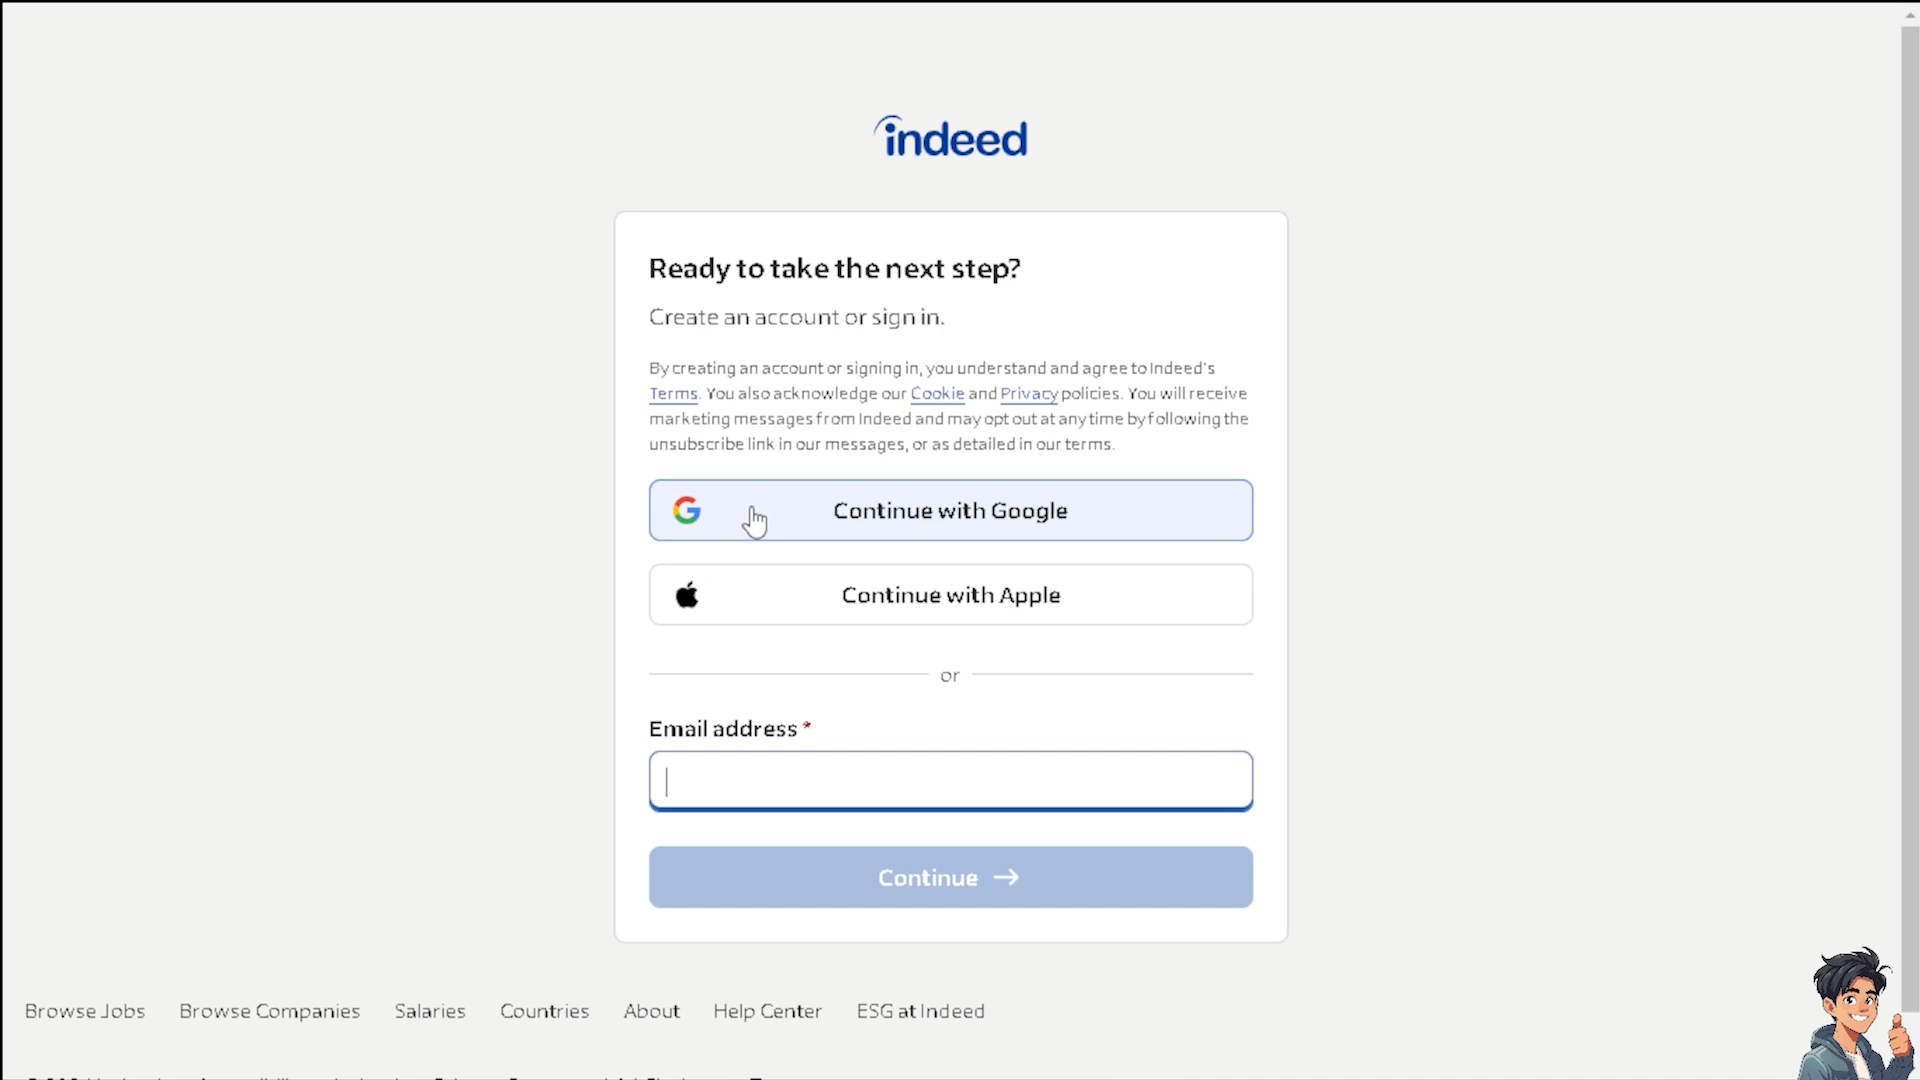 indeed
Ready to take the next step?
Create an account or sign in.
By creating an account or signing in, you understand and agree to Indeed's
Terms. You also acknowledge our Cookie and Privacy policies. You will receive
marketing messages from Indeed and may opt out at any time by following the
unsubscribe link in our messages, or as detailed in our terms.
Continue with Google
Continue with Apple
or
Email address *
Continue →
Browse Jobs Browse Companies Salaries Countries About Help Center ESG at Indeed